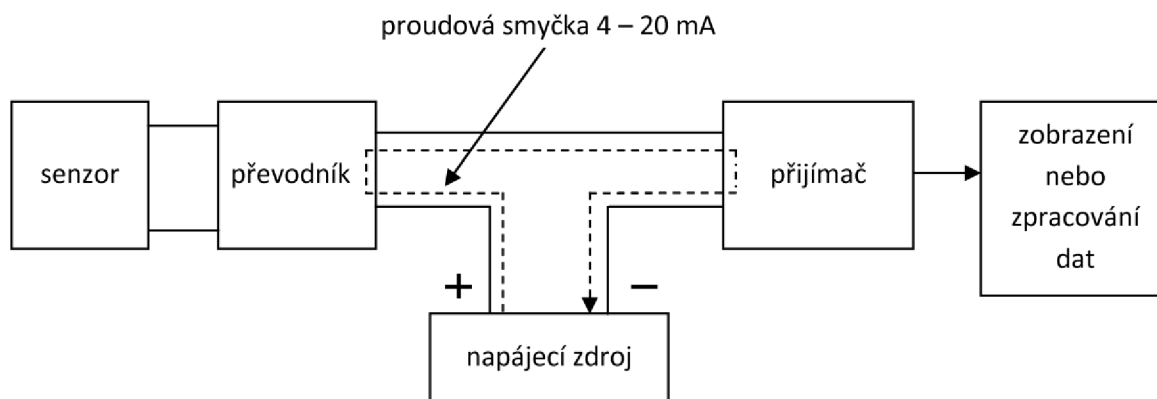 proudová smyčka 4 – 20 mA
senzor
převodník
přijímač
zobrazení
nebo
zpracování
dat
+
−
napájecí zdroj